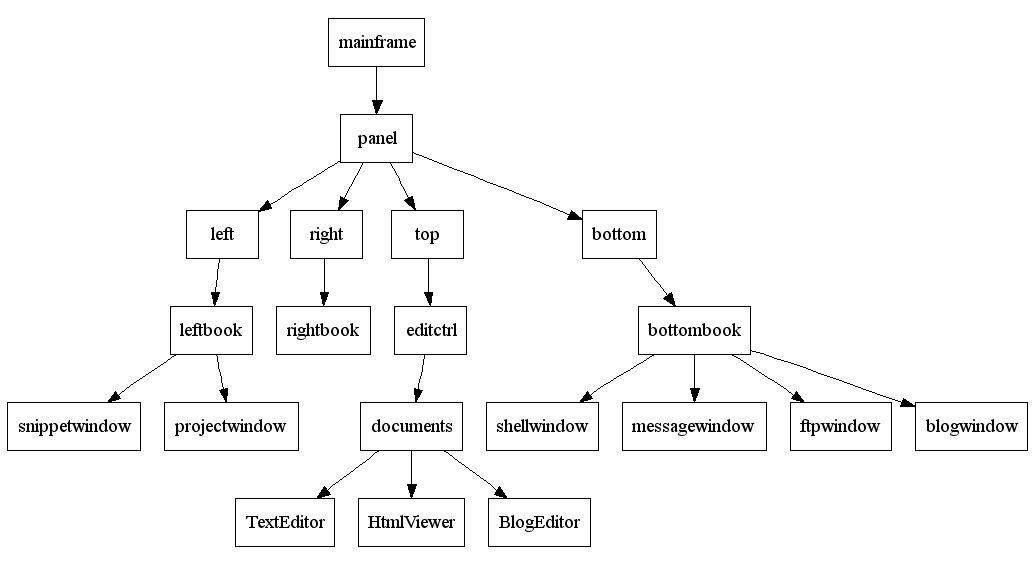 mainframe
panel
left
right
top
bottom
leftbook
rightbook
editctrl
bottombook
snippetwindow
projectwindow
documents
shellwindow
messagewindow
ftpwindow
blogwindow
TextEditor
HtmlViewer
BlogEditor